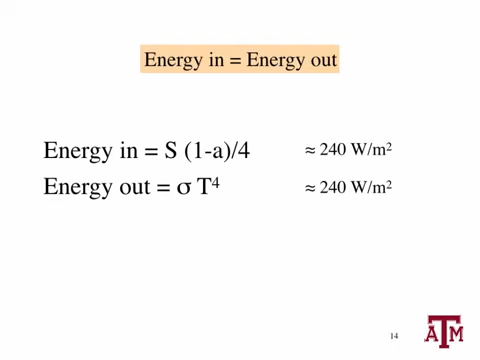 Energy in = Energy out
Energy in = S (1-a)/4 ≈ 240 W/m²
Energy out = σ T⁴ ≈ 240 W/m²
14
ATM